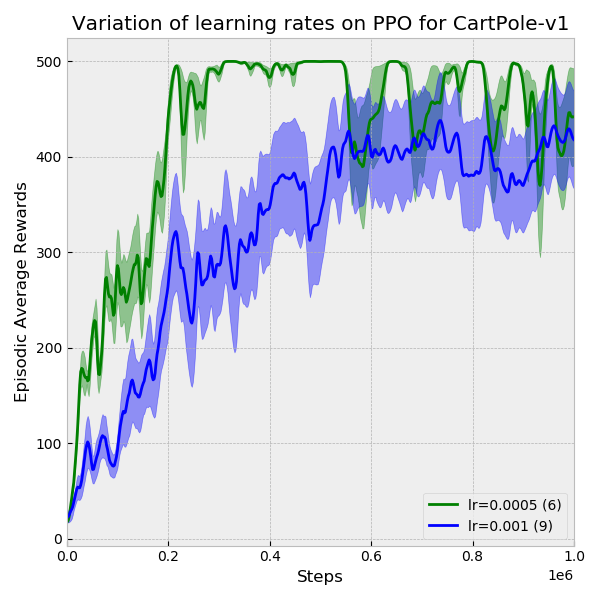 Variation of learning rates on PPO for CartPole-v1
Episodic Average Rewards
500
400
300
200
100
0
lr=0.0005 (6)
lr=0.001 (9)
0.0 0.2 0.4 0.6 0.8 1.0
Steps
1e6